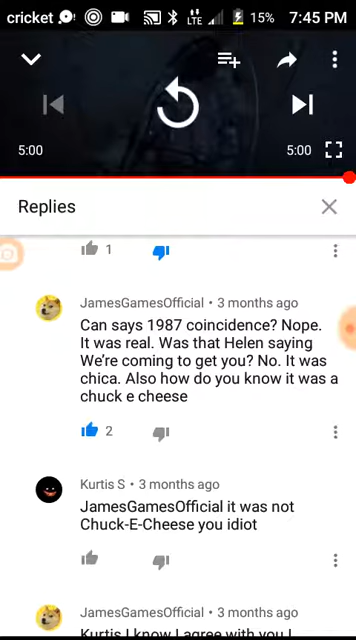 cricket LTE 15% 7:45 PM
5:00 5:00
Replies
1
JamesGamesOfficial • 3 months ago
Can says 1987 coincidence? Nope.
It was real. Was that Helen saying
We're coming to get you? No. It was
chica. Also how do you know it was a
chuck e cheese
2
Kurtis S • 3 months ago
JamesGamesOfficial it was not
Chuck-E-Cheese you idiot
JamesGamesOfficial • 3 months ago
Kurtis I know I agree with you I